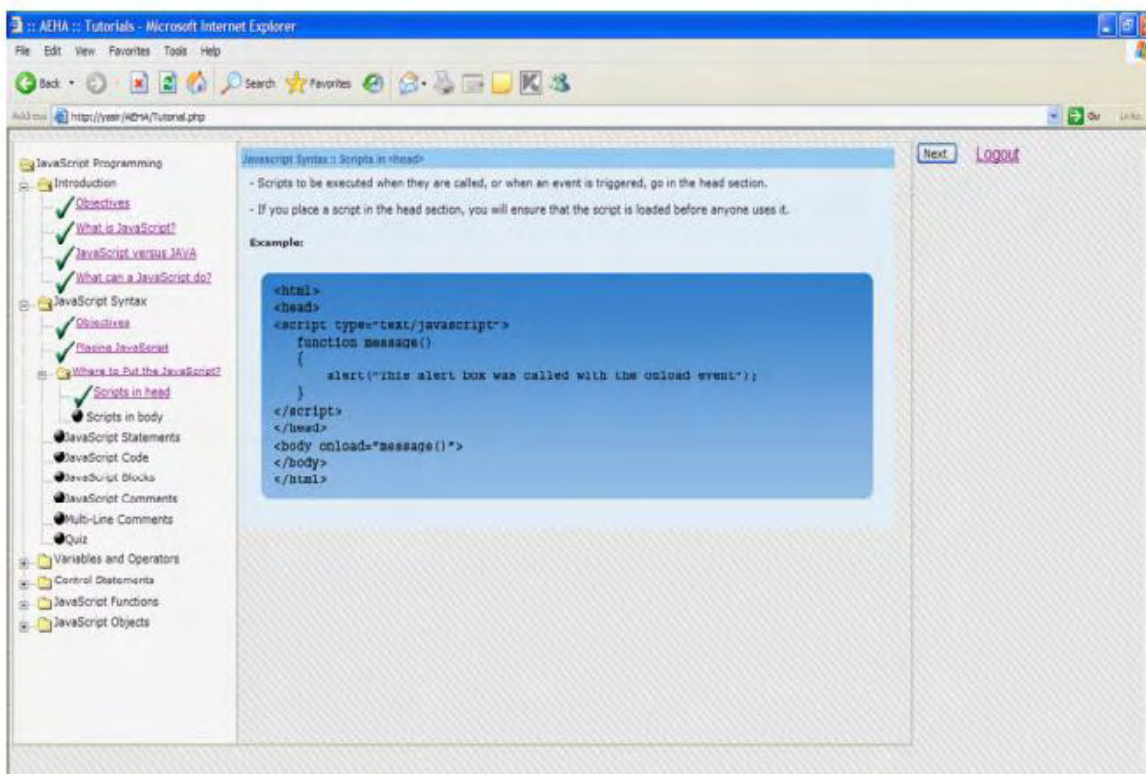 :: AEHA :: Tutorials - Microsoft Internet Explorer
File Edit View Favorites Tools Help
Back Search Favorites
Address http://yasir/AEHA/Tutorial.php Go Links
JavaScript Programming
Introduction
Objectives
What is JavaScript?
JavaScript versus JAVA
What can a JavaScript do?
JavaScript Syntax
Objectives
Placing JavaScript
Where to Put the JavaScript?
Scripts in head
Scripts in body
JavaScript Statements
JavaScript Code
JavaScript Blocks
JavaScript Comments
Multi-Line Comments
Quiz
Variables and Operators
Control Statements
JavaScript Functions
JavaScript Objects
Javascript Syntax :: Scripts in <head>
- Scripts to be executed when they are called, or when an event is triggered, go in the head section.
- If you place a script in the head section, you will ensure that the script is loaded before anyone uses it.
Example:
<html>
<head>
<script type="text/javascript">
function message()
{
alert("This alert box was called with the onload event");
}
</script>
</head>
<body onload="message()">
</body>
</html>
Next Logout